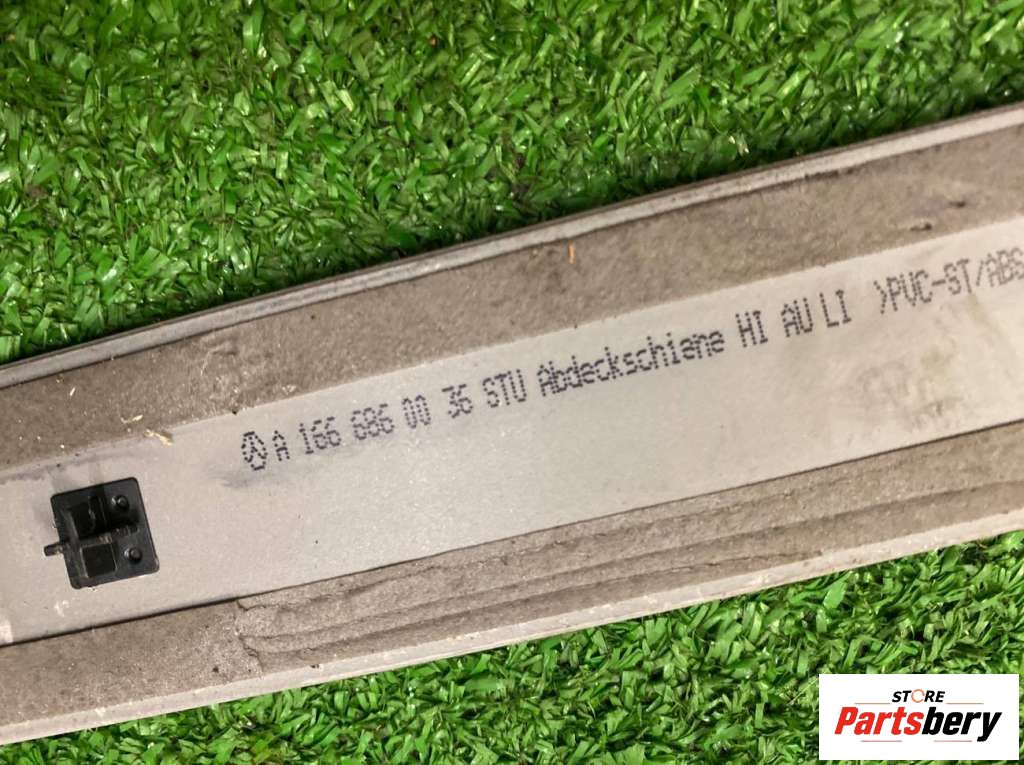 A 166 686 00 36 STU Abdeckschiene HI AU LI >PVC-ST/ABS
STORE
Partsbery